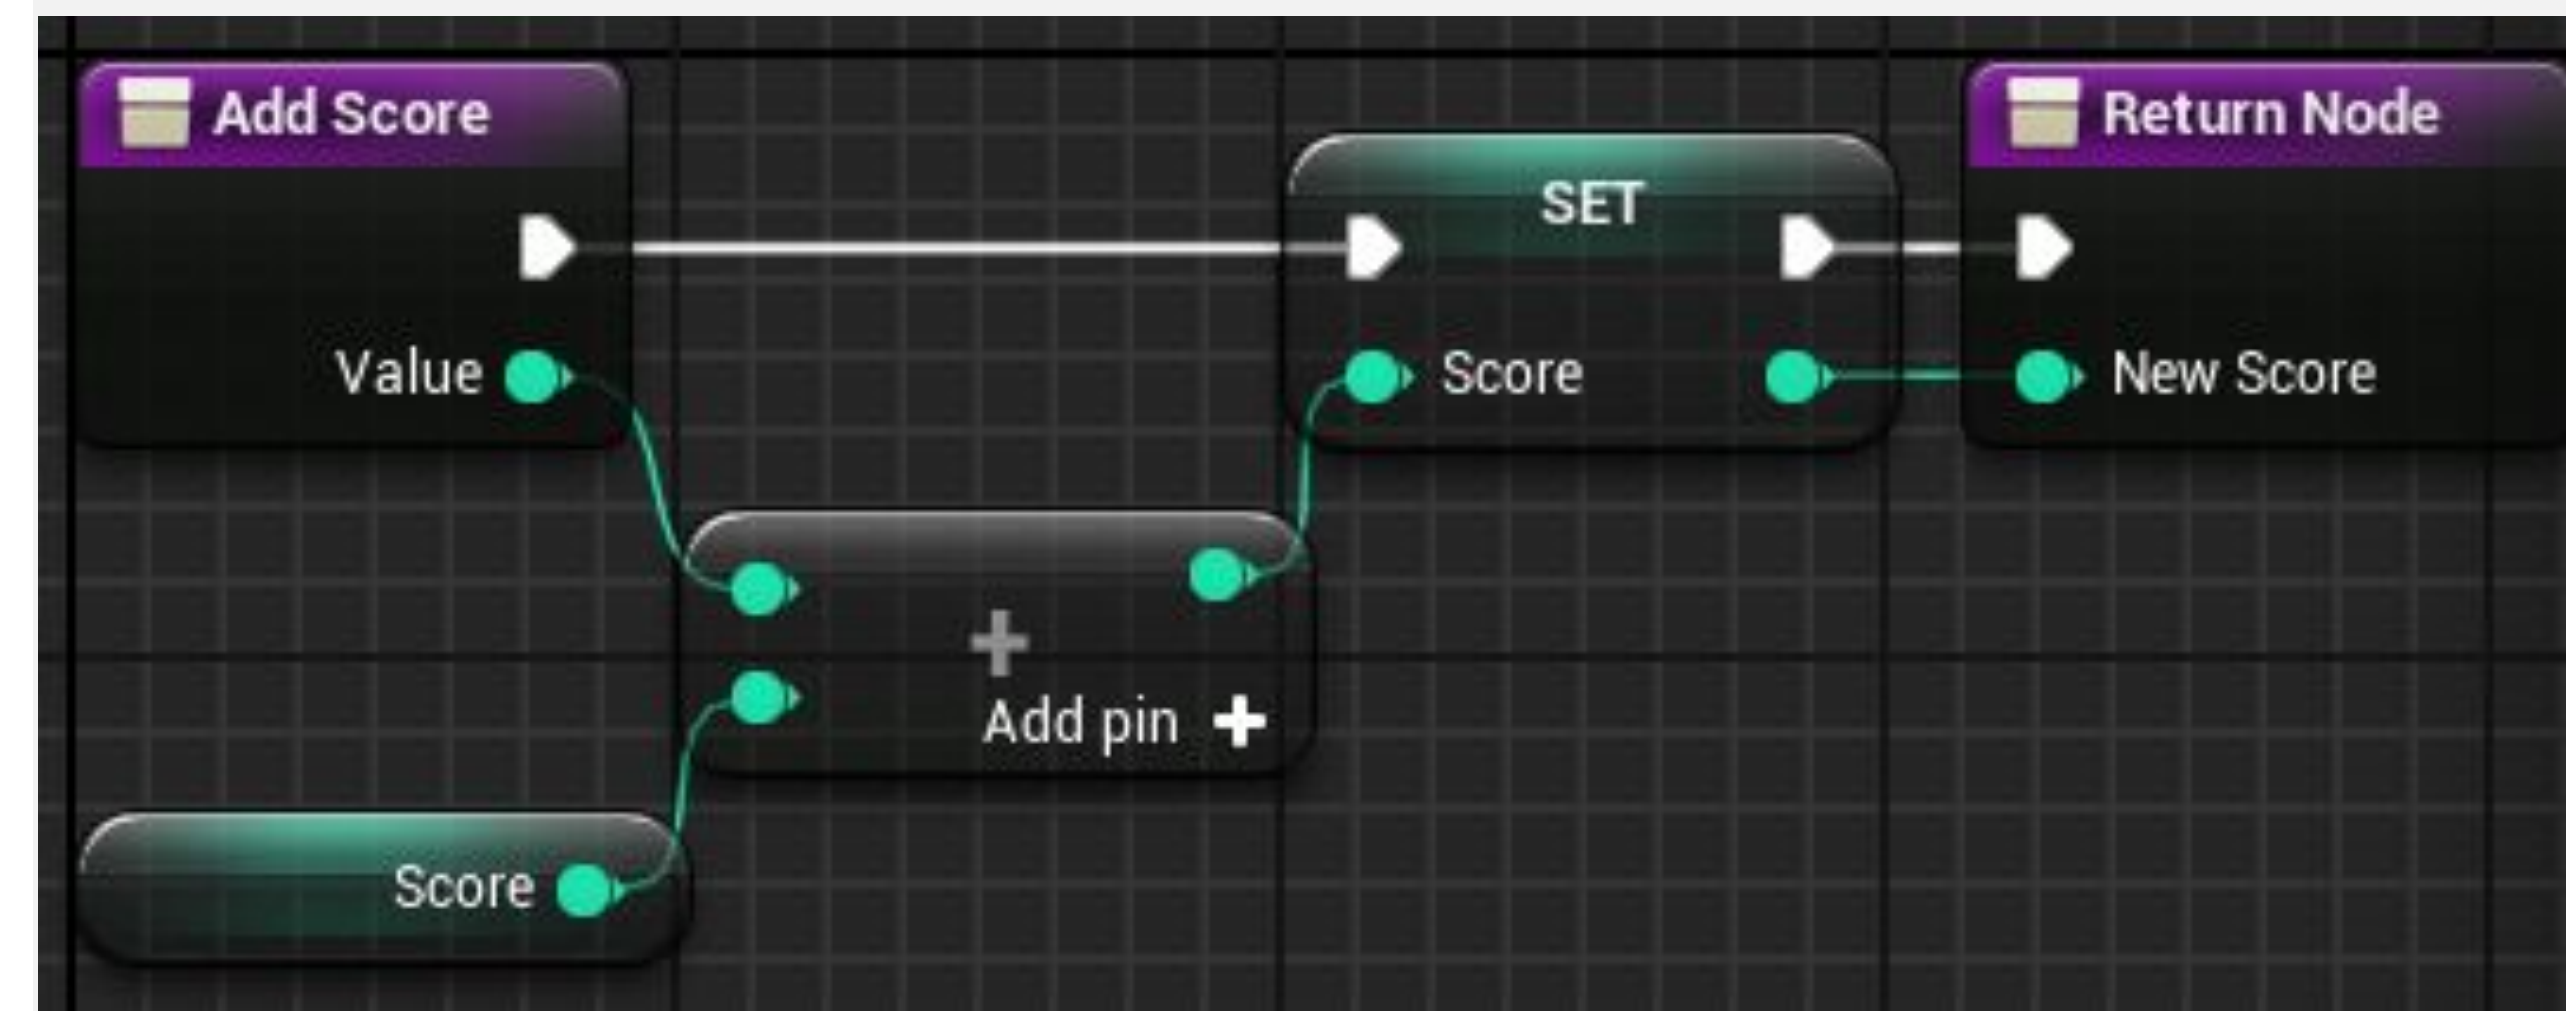 Add Score
Return Node
SET
Value
Score
New Score
Add pin
Score